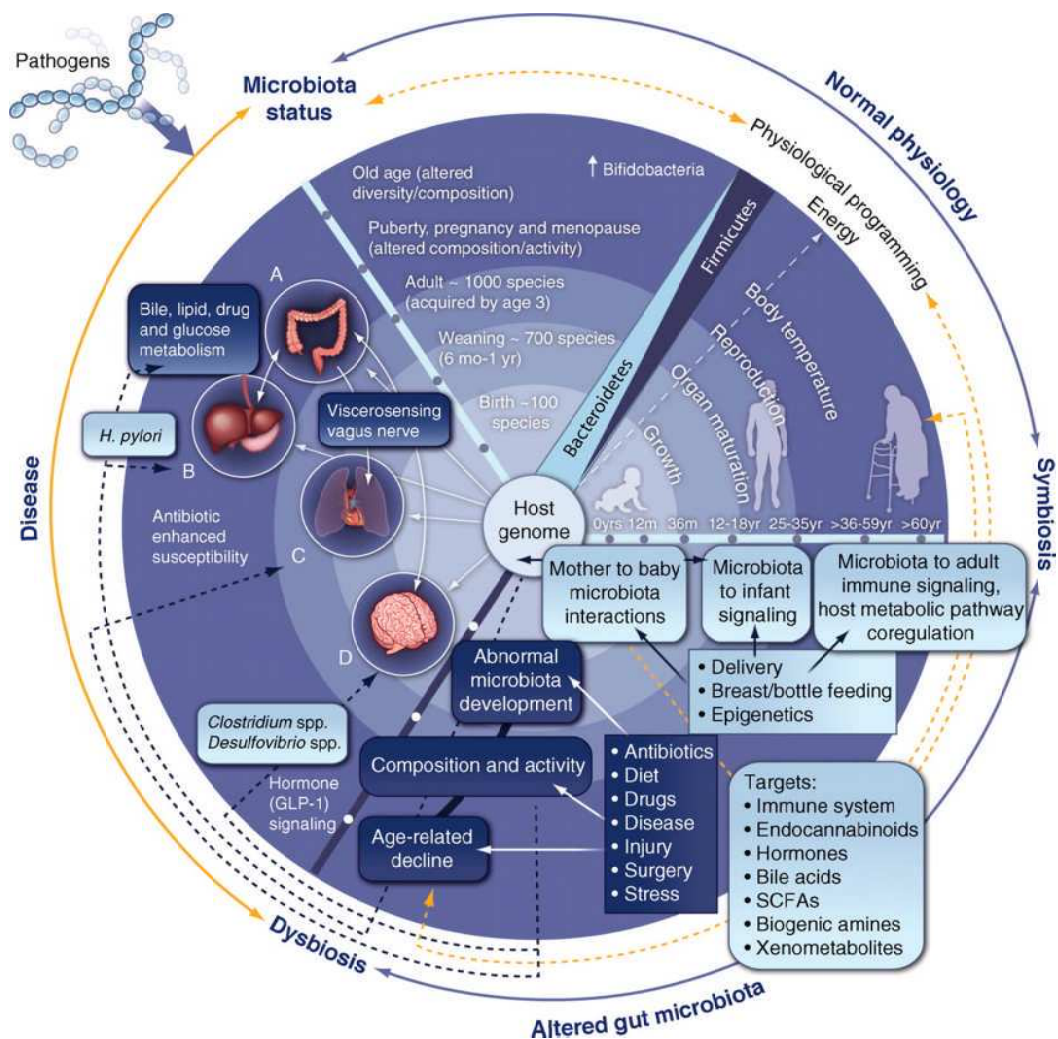 Pathogens
Microbiota
status
Normal physiology
Physiological programming
Energy
Old age (altered
diversity/composition)
↑ Bifidobacteria
Puberty, pregnancy and menopause
(altered composition/activity)
Adult ~ 1000 species
(acquired by age 3)
Weaning ~ 700 species
(6 mo-1 yr)
Birth ~100
species
Bacteroidetes
Firmicutes
Body temperature
Reproduction
Organ maturation
Growth
A
Bile, lipid, drug
and glucose
metabolism
Viscerosensing
vagus nerve
H. pylori
B
Disease
Antibiotic
enhanced
susceptibility
C
D
Host
genome
0yrs 12m 36m 12-18yr 25-35yr >36-59yr >60yr
Symbiosis
Mother to baby
microbiota
interactions
Microbiota
to infant
signaling
Microbiota to adult
immune signaling,
host metabolic pathway
coregulation
• Delivery
• Breast/bottle feeding
• Epigenetics
Abnormal
microbiota
development
Clostridium spp.
Desulfovibrio spp.
Composition and activity
Hormone
(GLP-1)
signaling
Age-related
decline
• Antibiotics
• Diet
• Drugs
• Disease
• Injury
• Surgery
• Stress
Targets:
• Immune system
• Endocannabinoids
• Hormones
• Bile acids
• SCFAs
• Biogenic amines
• Xenometabolites
Dysbiosis
Altered gut microbiota